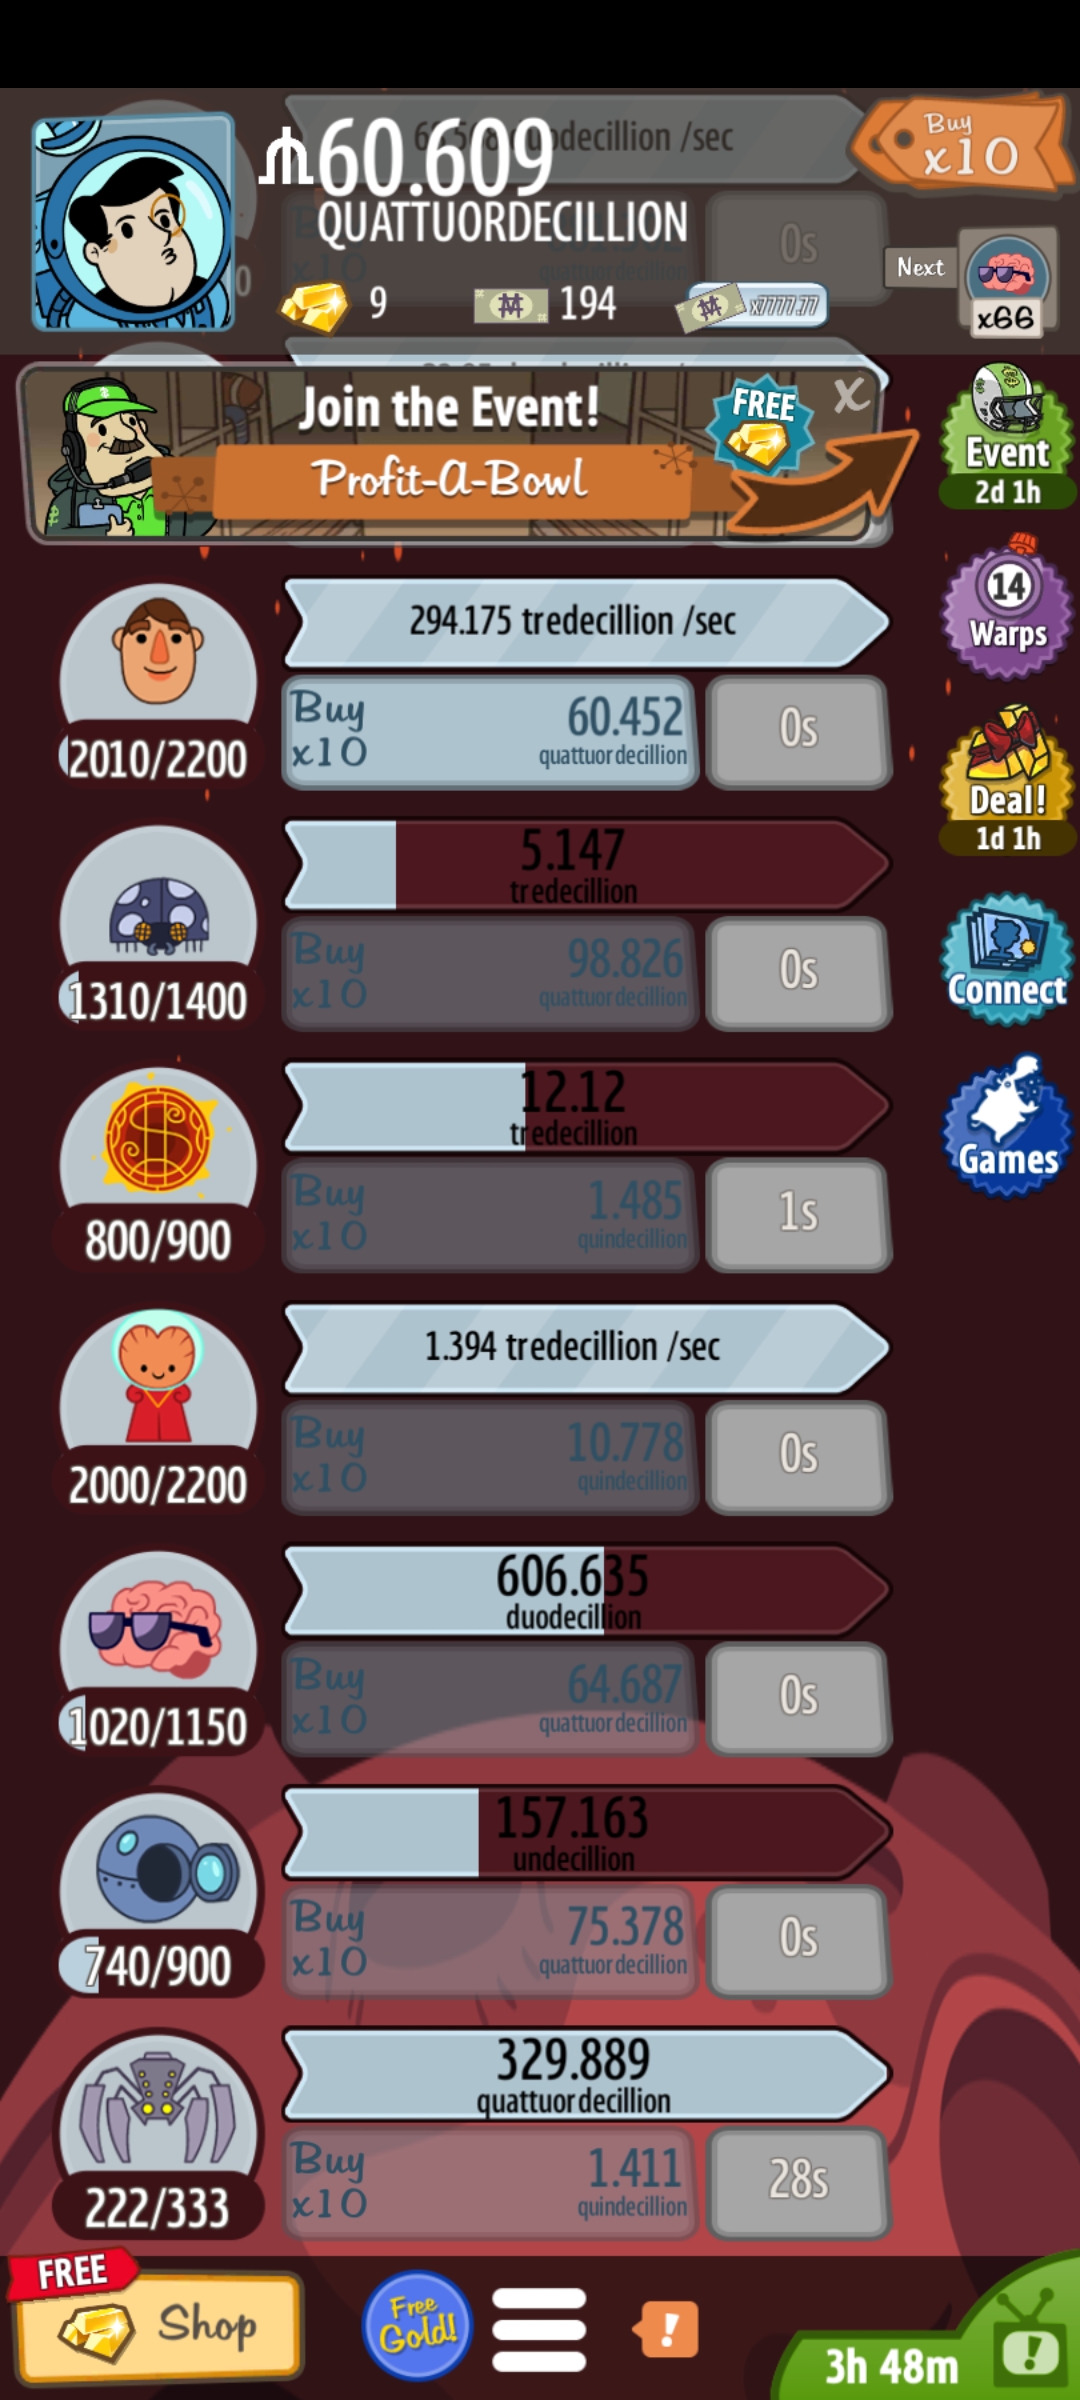 duodecillion /sec
60.609
QUATTUORDECILLION
Buy
x10
0s
9
194
x7777.77
Next
x66
Join the Event!
Profit-A-Bowl
FREE
X
Event
2d 1h
294.175 tredecillion /sec
Buy
x10
60.452
quattuordecillion
0s
2010/2200
14
Warps
Deal!
1d 1h
5.147
tredecillion
Buy
x10
98.826
quattuordecillion
0s
1310/1400
Connect
12.12
tredecillion
Buy
x10
1.485
quindecillion
1s
800/900
Games
1.394 tredecillion /sec
Buy
x10
10.778
quindecillion
0s
2000/2200
606.635
duodecillion
Buy
x10
64.687
quattuordecillion
0s
1020/1150
157.163
undecillion
Buy
x10
75.378
quattuordecillion
0s
740/900
329.889
quattuordecillion
Buy
x10
1.411
quindecillion
28s
222/333
FREE
Shop
Free
Gold!
!
3h 48m
!